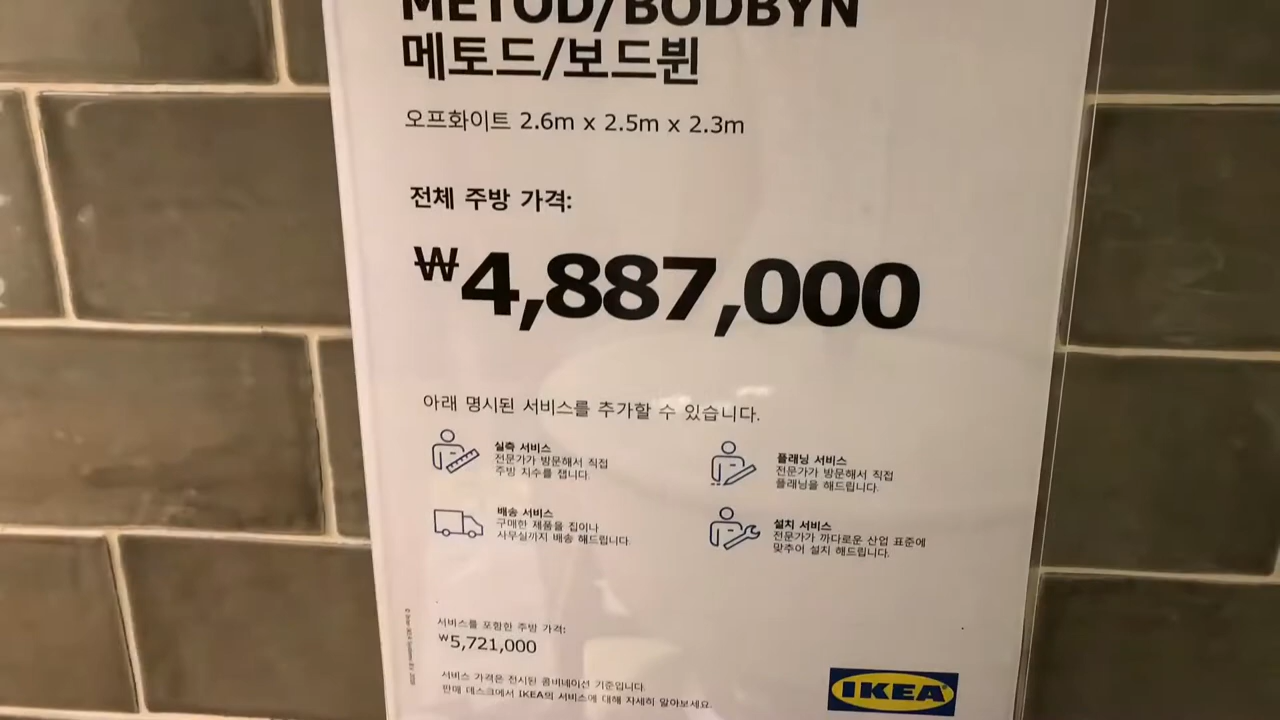 METOD/BODBYN
메토드/보드뷘
오프화이트 2.6m x 2.5m x 2.3m
전체 주방 가격:
₩4,887,000
아래 명시된 서비스를 추가할 수 있습니다.
실측 서비스
전문가가 방문해서 직접
주방 치수를 잽니다.
플래닝 서비스
전문가가 방문해서 직접
플래닝을 해드립니다.
배송 서비스
구매한 제품을 집이나
사무실까지 배송 해드립니다.
설치 서비스
전문가가 까다로운 산업 표준에
맞추어 설치 해드립니다.
서비스를 포함한 주방 가격:
₩5,721,000
서비스 가격은 전시된 콤비네이션 기준입니다.
판매 데스크에서 IKEA의 서비스에 대해 자세히 알아보세요.
IKEA